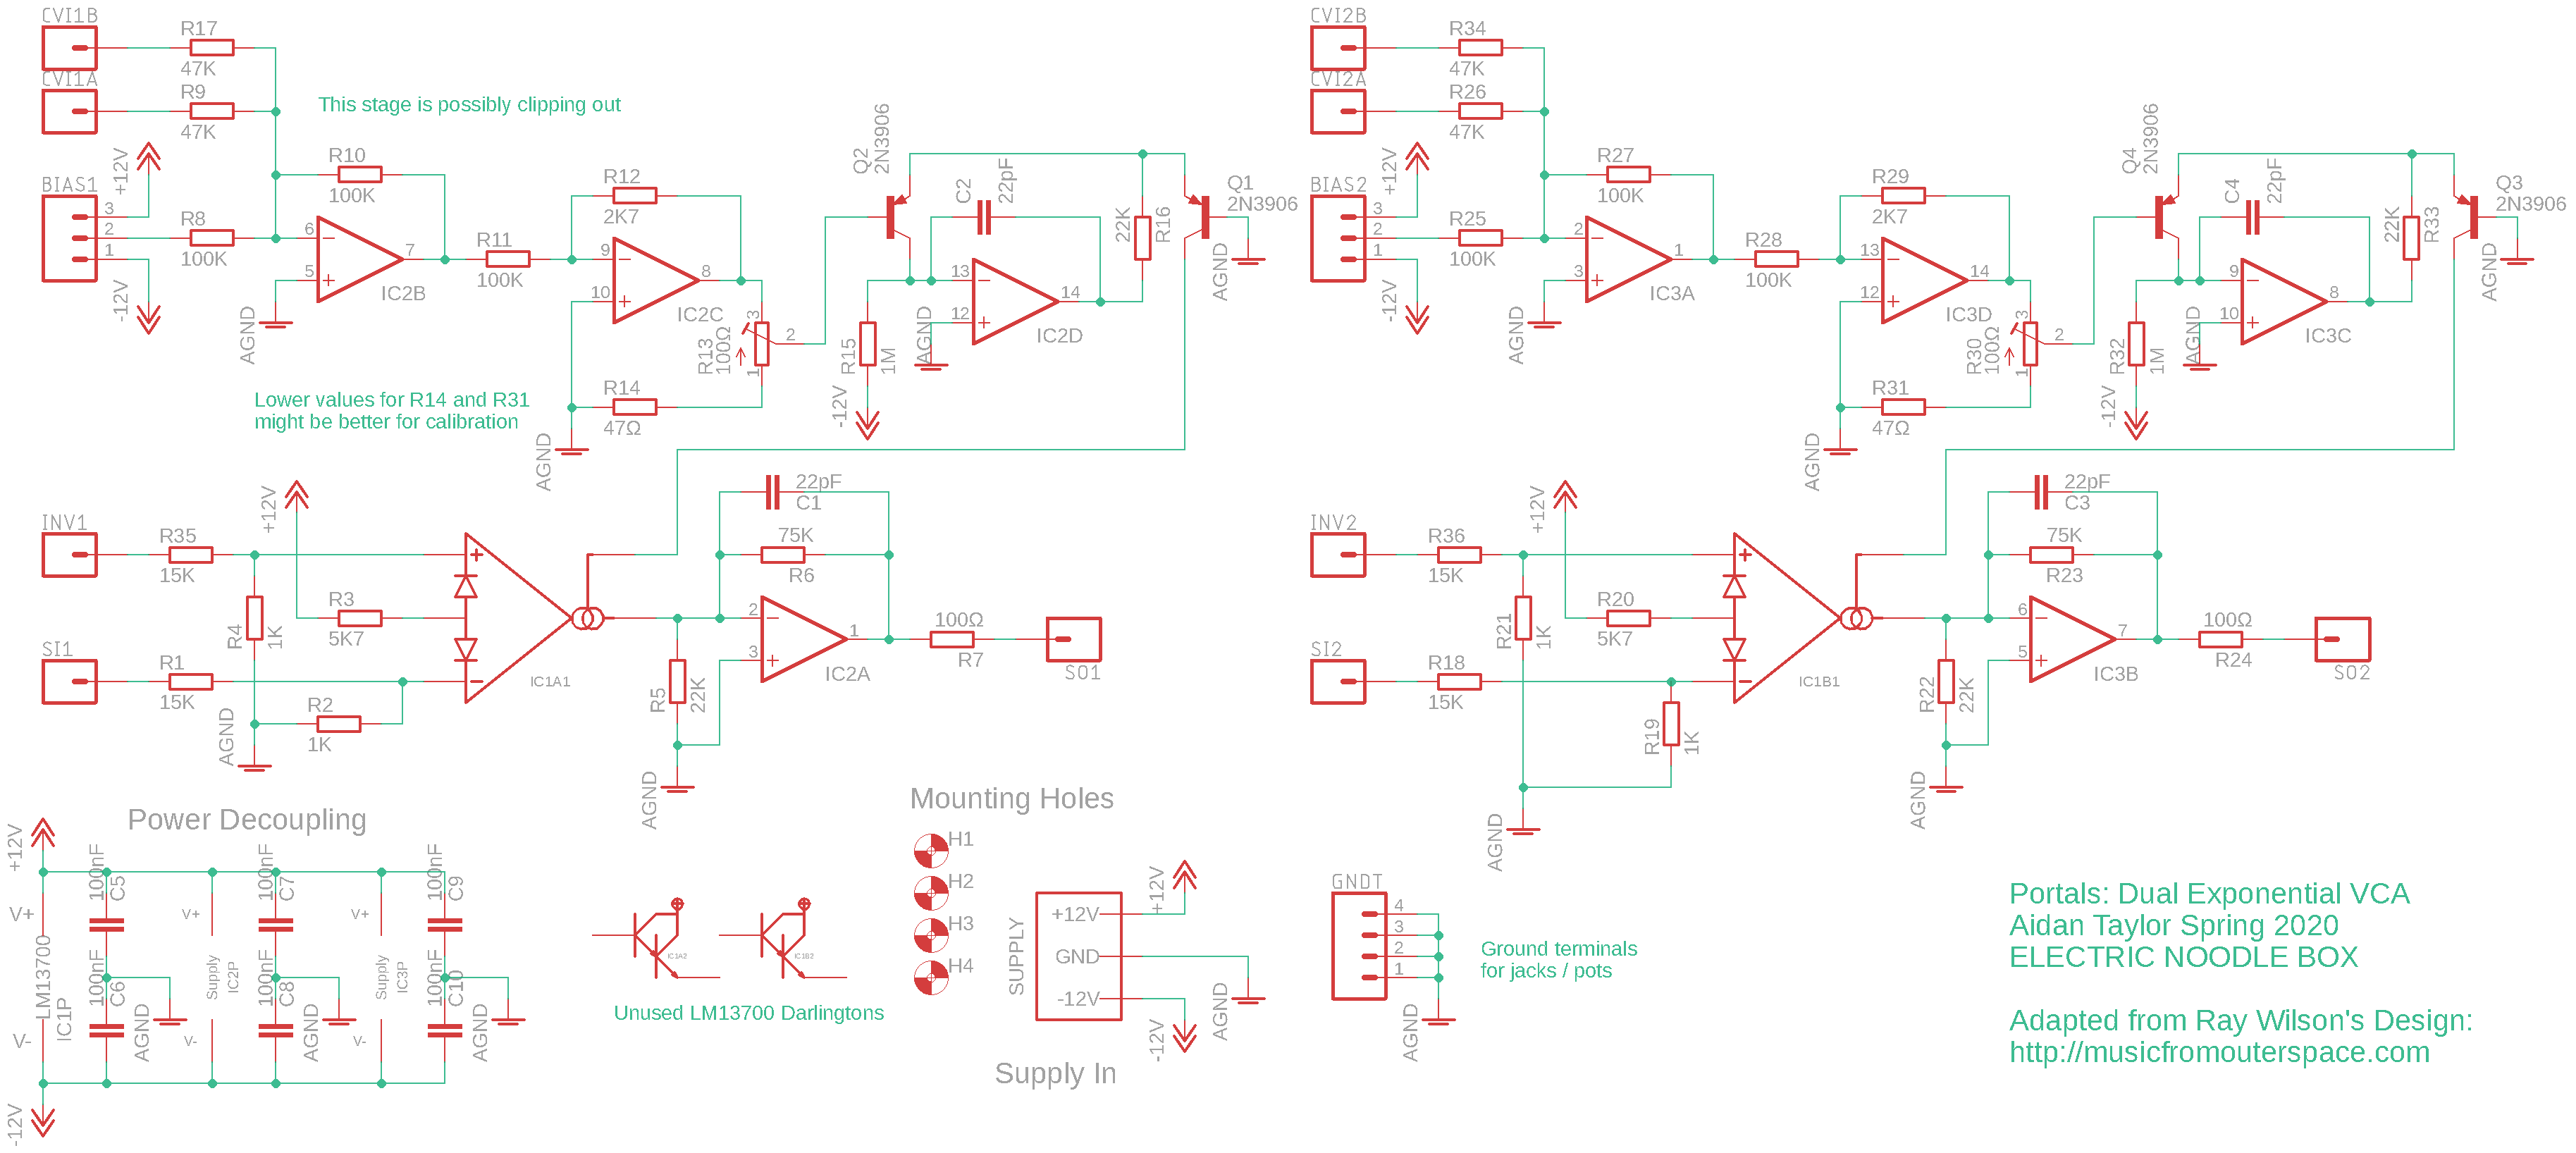 CVI1B
R17
47K
CVI1A
R9
47K
This stage is possibly clipping out
+12V
BIAS1
3
2
1
R8
100K
-12V
R10
100K
6
5
7
IC2B
AGND
R11
100K
R12
2K7
9
10
8
IC2C
R13
100Ω
3
2
1
R14
47Ω
AGND
Lower values for R14 and R31
might be better for calibration
Q2
2N3906
C2
22pF
R15
1M
-12V
AGND
13
12
14
IC2D
22K
R16
Q1
2N3906
AGND
CVI2B
R34
47K
CVI2A
R26
47K
+12V
BIAS2
3
2
1
R25
100K
-12V
R27
100K
2
3
1
IC3A
AGND
R28
100K
R29
2K7
13
12
14
IC3D
R30
100Ω
3
2
1
R31
47Ω
AGND
Q4
2N3906
C4
22pF
R32
1M
-12V
AGND
9
10
8
IC3C
22K
R33
Q3
2N3906
AGND
INV1
R35
15K
+12V
R3
5K7
R4
1K
SI1
R1
15K
R2
1K
AGND
IC1A1
22pF
C1
75K
R6
2
3
1
IC2A
R5
22K
AGND
100Ω
R7
SO1
INV2
R36
15K
+12V
R20
5K7
R21
1K
SI2
R18
15K
R19
1K
AGND
IC1B1
22pF
C3
75K
R23
6
5
7
IC3B
R22
22K
AGND
100Ω
R24
SO2
Power Decoupling
+12V
V+
LM13700
IC1P
V-
-12V
100nF
C5
100nF
C6
AGND
V+
Supply
IC2P
V-
100nF
C7
100nF
C8
AGND
V+
Supply
IC3P
V-
100nF
C9
100nF
C10
AGND
IC1A2
IC1B2
Unused LM13700 Darlingtons
Mounting Holes
H1
H2
H3
H4
SUPPLY
+12V
GND
-12V
+12V
AGND
-12V
Supply In
GNDT
4
3
2
1
AGND
Ground terminals
for jacks / pots
Portals: Dual Exponential VCA
Aidan Taylor Spring 2020
ELECTRIC NOODLE BOX
Adapted from Ray Wilson's Design:
http://musicfromouterspace.com